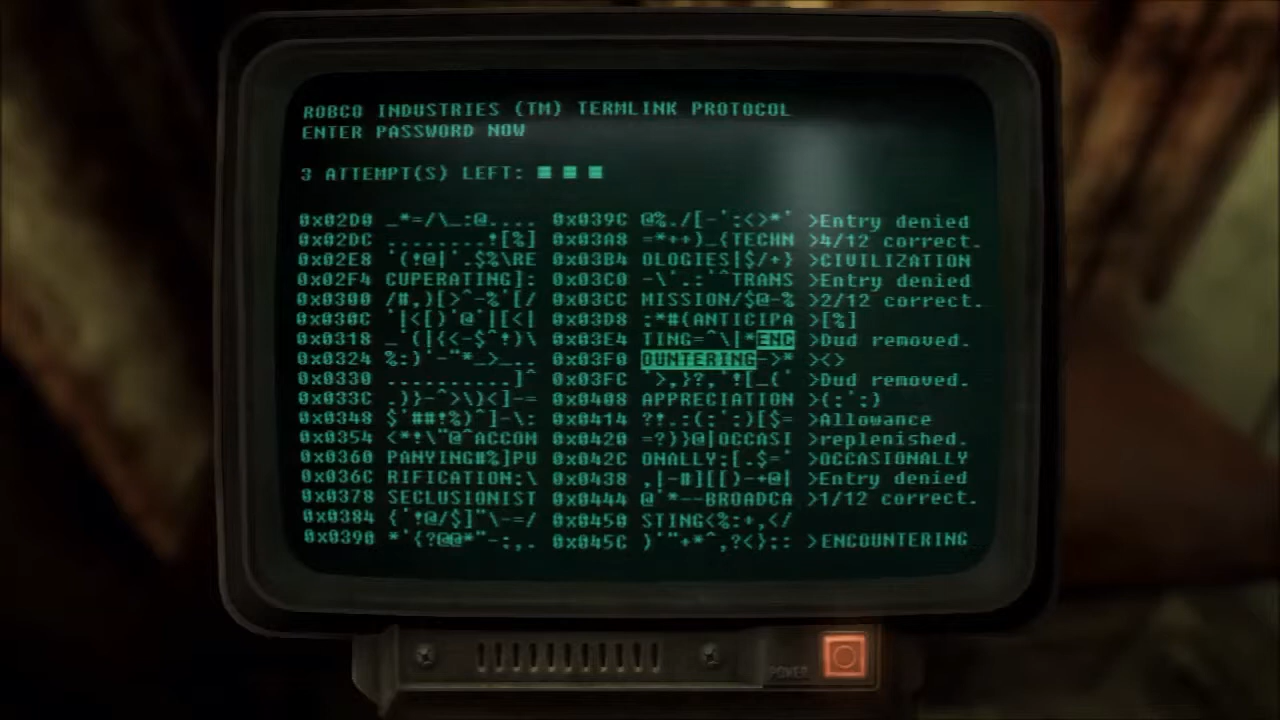 ROBCO INDUSTRIES (TM) TERMLINK PROTOCOL
ENTER PASSWORD NOW
3 ATTEMPT(S) LEFT: ■ ■ ■
0x02D0 _*=/\_:@.... 0x039C @%./[-':<>*' >Entry denied
0x02DC ........![%] 0x03A8 =*++)_{TECHN >4/12 correct.
0x02E8 '(!@|'.$%\RE 0x03B4 OLOGIES|$/+} >CIVILIZATION
0x02F4 CUPERATING]: 0x03C0 -\'.:'^TRANS >Entry denied
0x0300 /#,)[>^-%'[/ 0x03CC MISSION/$@-% >2/12 correct.
0x030C '|<[)'@'|[<| 0x03D8 :*#(ANTICIPA >[%]
0x0318 _'(|{<-$^!)\ 0x03E4 TING=^\|*ENC >Dud removed.
0x0324 %:)'-"*_>_.. 0x03F0 OUNTERING->* ><>
0x0330 ..........]^ 0x03FC '>,}?,'![_(' >Dud removed.
0x033C .)}-^>\)<]-= 0x0408 APPRECIATION >(:':)
0x0348 $'##!%)^]-\: 0x0414 ?!.:(:':)[$= >Allowance
0x0354 <*!\"@^ACCOM 0x0420 =?)}@|OCCASI >replenished.
0x0360 PANYING#%]PU 0x042C ONALLY:[.$=' >OCCASIONALLY
0x036C RIFICATION:\ 0x0438 ,|-#][[)-+@| >Entry denied
0x0378 SECLUSIONIST 0x0444 @'*--BROADCA >1/12 correct.
0x0384 {'!@/$]"\-=/ 0x0450 STING<%:+,</
0x0390 *'{?@@*"-:,. 0x045C )'"+*^,?<}:: >ENCOUNTERING
POWER